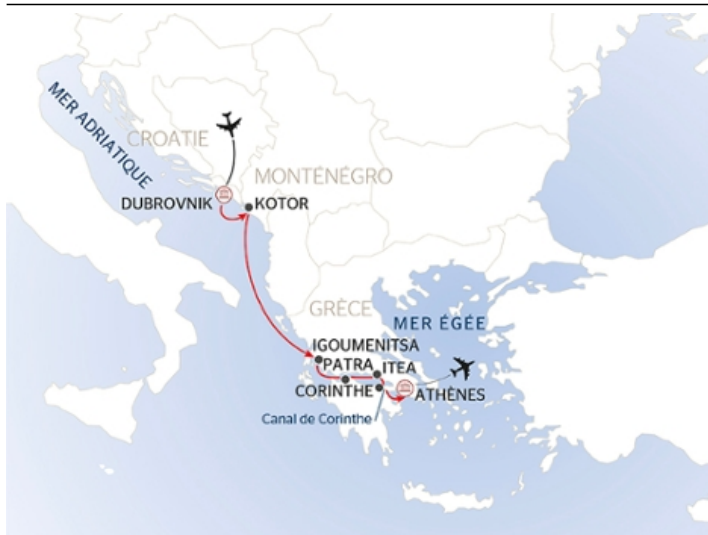 MER ADRIATIQUE
CROATIE
MONTÉNÉGRO
DUBROVNIK
KOTOR
GRÈCE
MER ÉGÉE
IGOUMENITSA
PATRA
ITEA
CORINTHE
ATHÈNES
Canal de Corinthe